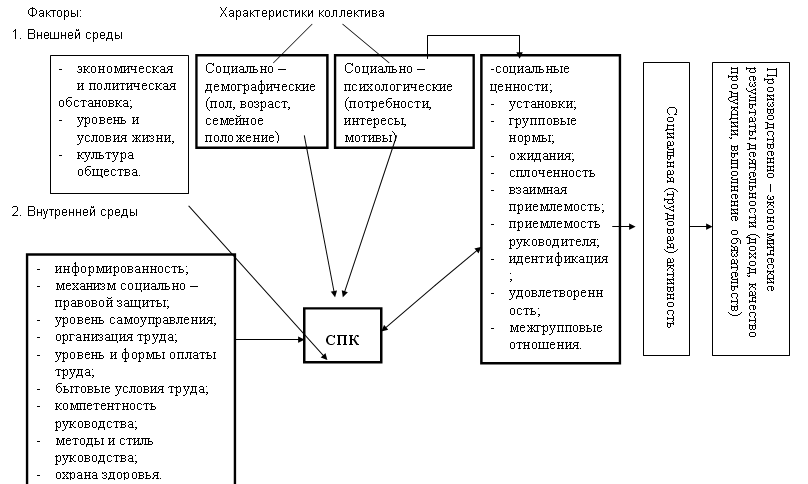 Факторы:
Характеристики коллектива
1. Внешней среды
- экономическая
и политическая
обстановка;
- уровень и
условия жизни,
- культура
общества.
Социально –
демографические
(пол, возраст,
семейное
положение)
Социально –
психологические
(потребности,
интересы,
мотивы)
-социальные
ценности;
- установки;
- групповые
нормы;
- ожидания;
- сплоченность
- взаимная
приемлемость;
- приемлемость
руководителя;
- идентификация
;
- удовлетворенн
ость;
- межгрупповые
отношения.
Социальная (трудовая) активность
Производственно – экономические
результаты деятельности (доход, качество
продукции, выполнение обязательств)
2. Внутренней среды
- информированность;
- механизм социально –
правовой защиты;
- уровень самоуправления;
- организация труда;
- уровень и формы оплаты
труда;
- бытовые условия труда;
- компетентность
руководства;
- методы и стиль
руководства;
- охрана здоровья.
СПК